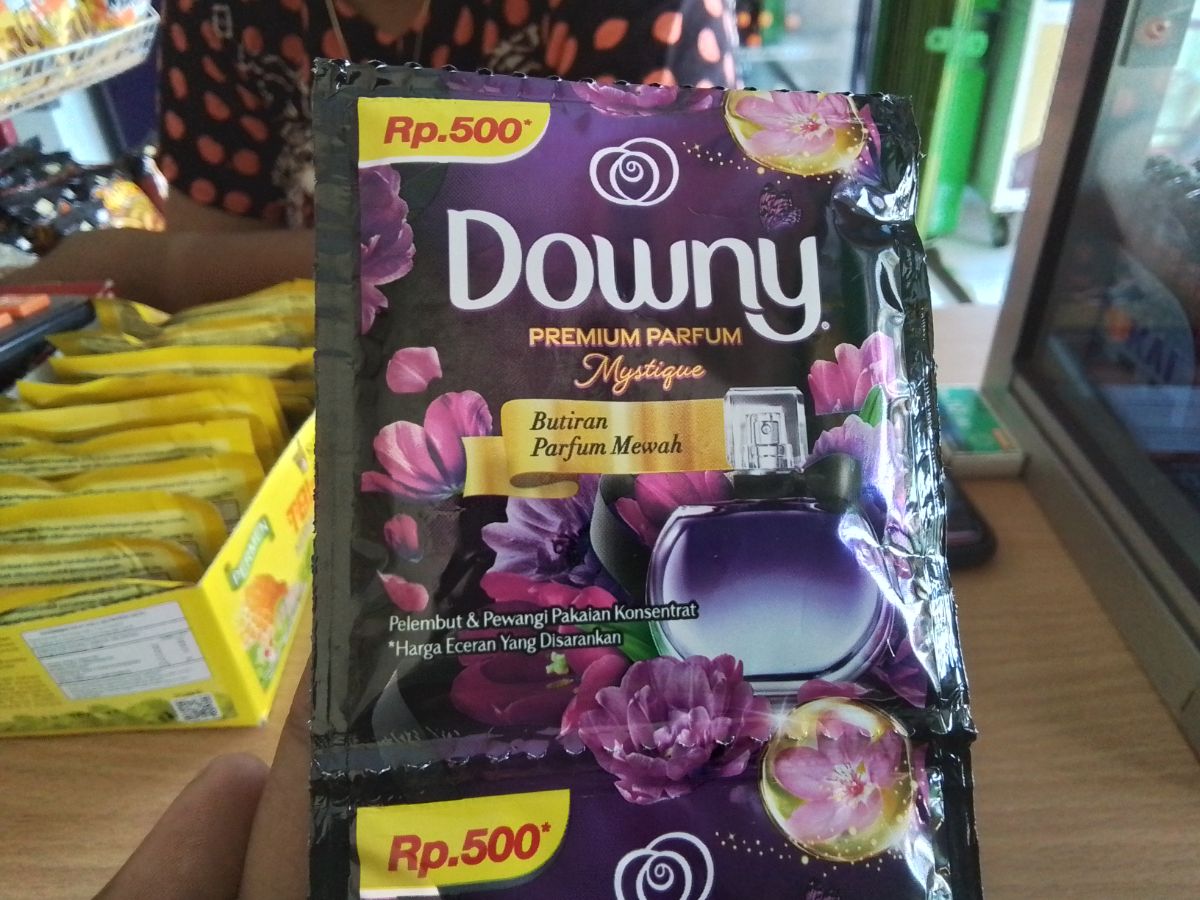 Rp.500*
Downy
PREMIUM PARFUM
Mystique
Butiran
Parfum Mewah
Pelembut & Pewangi Pakaian Konsentrat
*Harga Eceran Yang Disarankan
Rp.500*
PERMEN